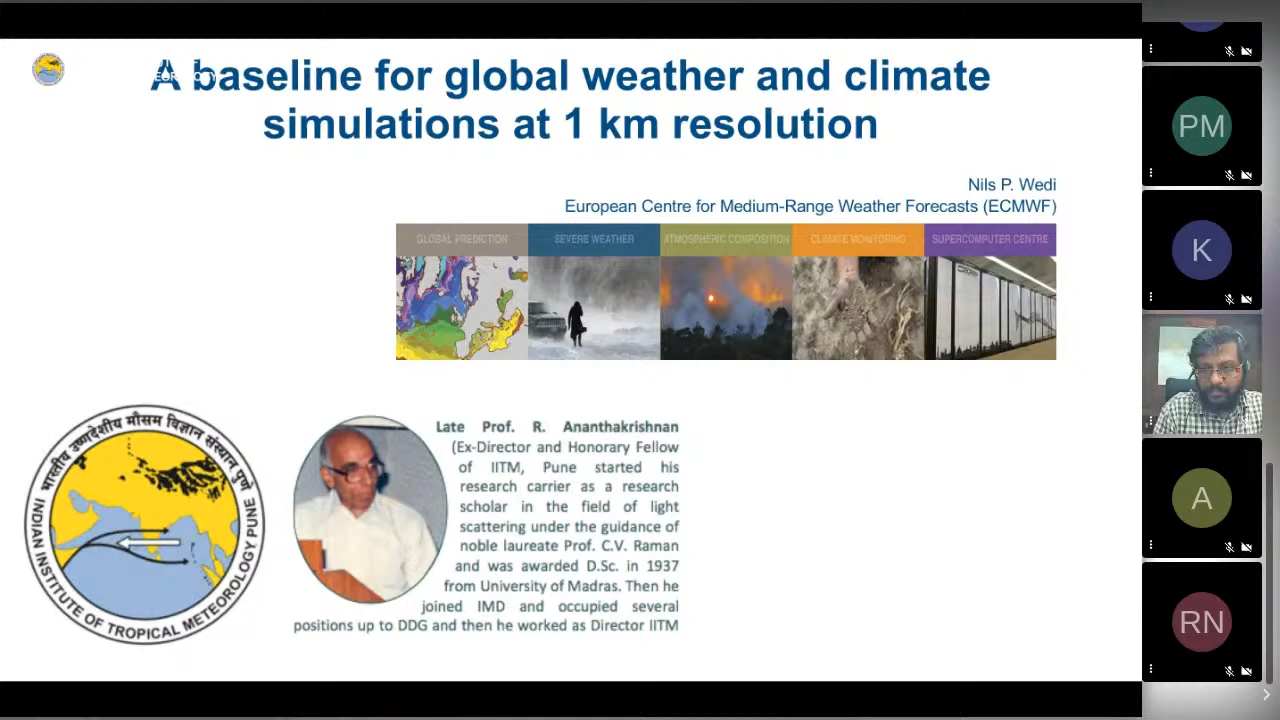 A baseline for global weather and climate
simulations at 1 km resolution
Nils P. Wedi
European Centre for Medium-Range Weather Forecasts (ECMWF)
GLOBAL PREDICTION
SEVERE WEATHER
ATMOSPHERIC COMPOSITION
CLIMATE MONITORING
SUPERCOMPUTER CENTRE
भारतीय उष्णदेशीय मौसम विज्ञान संस्थान पुणे
INDIAN INSTITUTE OF TROPICAL METEOROLOGY PUNE
Late Prof. R. Ananthakrishnan
(Ex-Director and Honorary Fellow
of IITM, Pune started his
research carrier as a research
scholar in the field of light
scattering under the guidance of
noble laureate Prof. C.V. Raman
and was awarded D.Sc. in 1937
from University of Madras. Then he
joined IMD and occupied several
positions up to DDG and then he worked as Director IITM
PM
K
A
RN